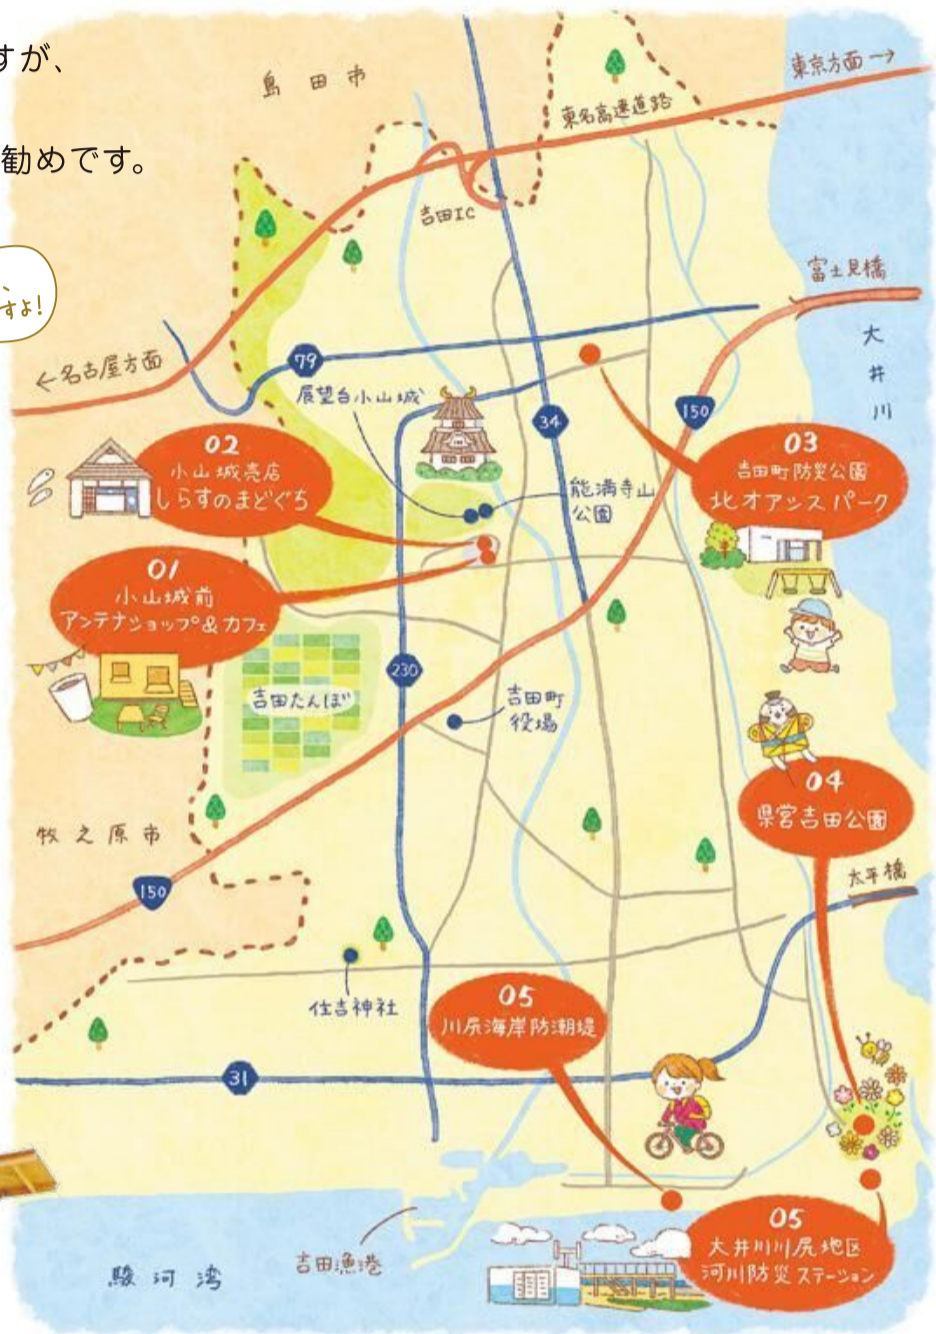 すが、
勧めです。
すよ!
島田市
東京方面→
東名高速道路
吉田IC
富士見橋
大井川
←名古屋方面
79
展望台小山城
34
150
02
小山城売店
しらすのまどぐち
能満寺山
公園
03
吉田町防災公園
北オアシスパーク
01
小山城前
アンテナショップ&カフェ
230
吉田たんぼ
吉田町
役場
04
県営吉田公園
牧之原市
150
太平橋
住吉神社
05
川尻海岸防潮堤
31
05
大井川川尻地区
河川防災ステーション
吉田漁港
駿河湾